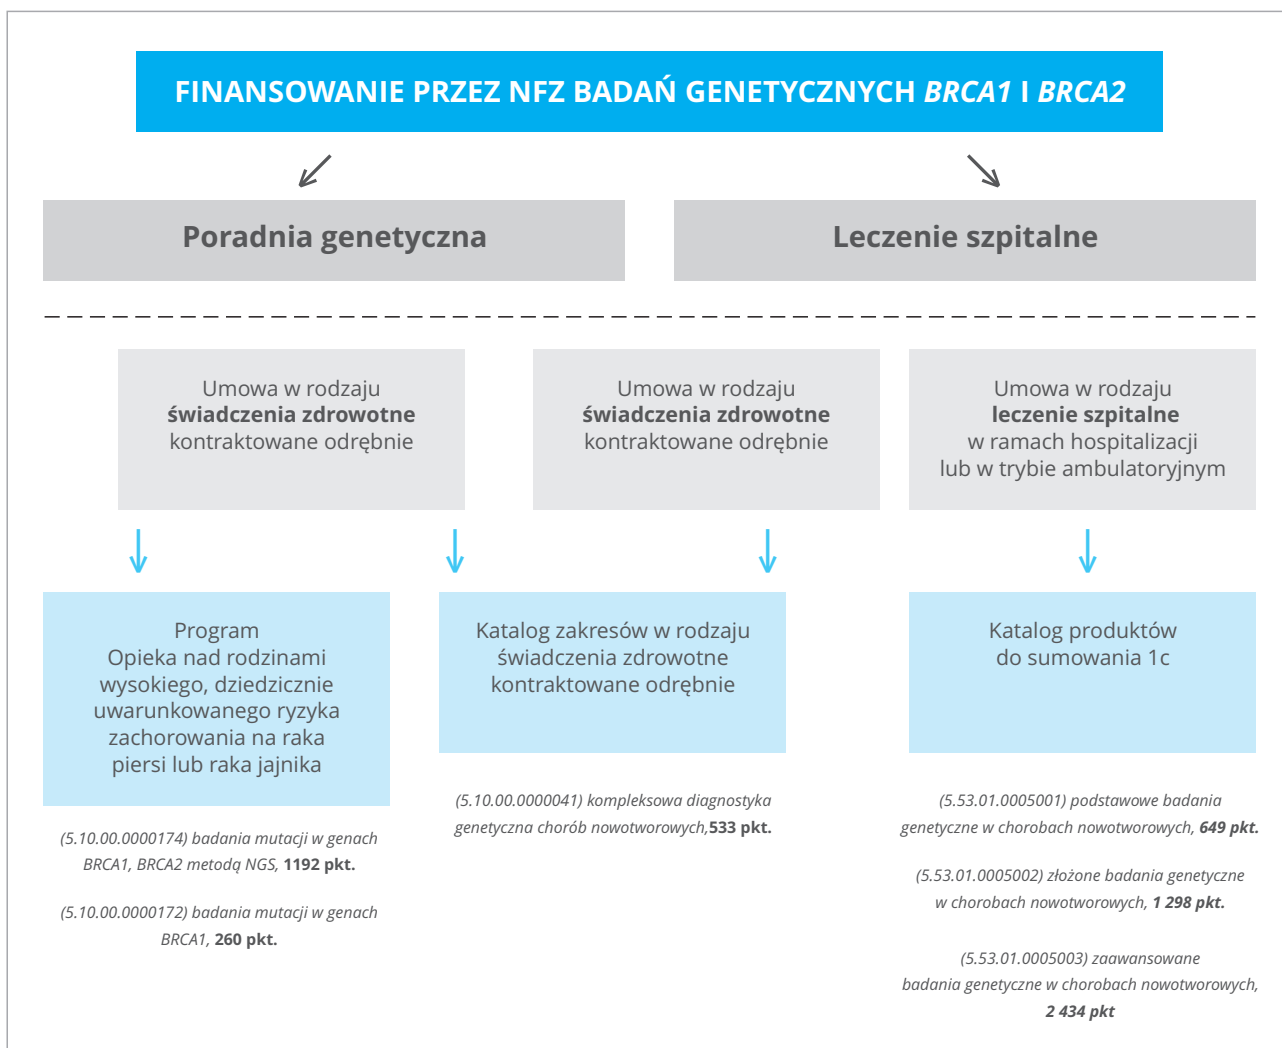 FINANSOWANIE PRZEZ NFZ BADAŃ GENETYCZNYCH BRCA1 I BRCA2
Poradnia genetyczna
Leczenie szpitalne
Umowa w rodzaju
świadczenia zdrowotne
kontraktowane odrębnie
Umowa w rodzaju
świadczenia zdrowotne
kontraktowane odrębnie
Umowa w rodzaju
leczenie szpitalne
w ramach hospitalizacji
lub w trybie ambulatoryjnym
Program
Opieka nad rodzinami
wysokiego, dziedzicznie
uwarunkowanego ryzyka
zachorowania na raka
piersi lub raka jajnika
(5.10.00.0000174) badania mutacji w genach
BRCA1, BRCA2 metodą NGS, 1192 pkt.
(5.10.00.0000172) badania mutacji w genach
BRCA1, 260 pkt.
Katalog zakresów w rodzaju
świadczenia zdrowotne
kontraktowane odrębnie
(5.10.00.0000041) kompleksowa diagnostyka
genetyczna chorób nowotworowych,533 pkt.
Katalog produktów
do sumowania 1c
(5.53.01.0005001) podstawowe badania
genetyczne w chorobach nowotworowych, 649 pkt.
(5.53.01.0005002) złożone badania genetyczne
w chorobach nowotworowych, 1 298 pkt.
(5.53.01.0005003) zaawansowane
badania genetyczne w chorobach nowotworowych,
2 434 pkt